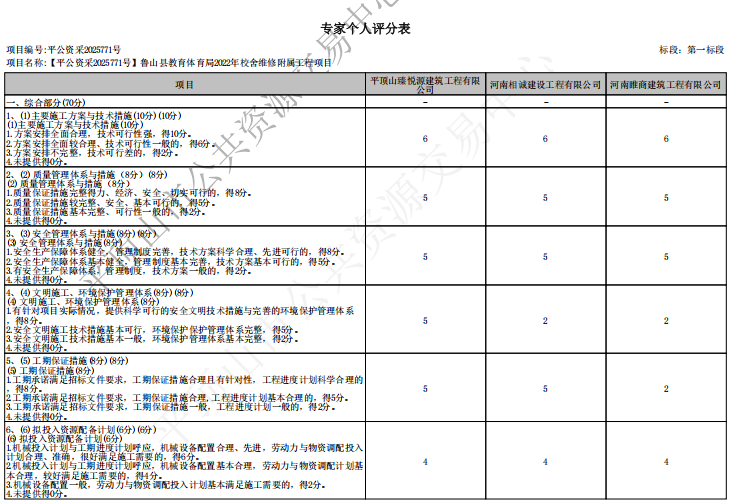 专家个人评分表
项目编号:平公资采2025771号
标段: 第一标段
项目名称:【平公资采2025771号】鲁山县教育体育局2022年校舍维修附属工程项目
项目 平顶山臻悦源建筑工程有限公司 河南相诚建设工程有限公司 河南睢商建筑工程有限公司
一、综合部分(70分) - - -
1、(1)主要施工方案与技术措施(10分)(10分)
(1)主要施工方案与技术措施(10分)
1.方案安排全面合理,技术可行性强,得10分。
2.方案安排全面较合理、技术可行性一般的,得6分。
3.方案安排不完整,技术可行差的,得2分。
4.未提供得0分。
6 6 6
2、(2)质量管理体系与措施(8分)(8分)
(2)质量管理体系与措施(8分)
1.质量保证措施完整得力、经济、安全、切实可行的,得8分。
2.质量保证措施较完整、安全、基本可行的,得5分。
3.质量保证措施基本完整、可行性一般的,得2分。
4.未提供得0分。
5 5 5
3、(3)安全管理体系与措施(8分)(8分)
(3)安全管理体系与措施(8分)
1.安全生产保障体系健全、管理制度完善,技术方案科学合理、先进可行的,得8分。
2.安全生产保障体系基本健全、管理制度基本完善,技术方案基本可行的,得5分。
3.有安全生产保障体系、管理制度,技术方案一般的,得2分。
4.未提供得0分。
5 5 5
4、(4)文明施工、环境保护管理体系(8分)(8分)
(4)文明施工、环境保护管理体系(8分)
1.有针对项目实际情况,提供科学可行的安全文明技术措施与完善的环境保护管理体系
,得8分。
2.安全文明施工技术措施基本可行,环境保护保护管理体系完整,得5分。
3.安全文明施工技术措施基本一般,环境保护管理体系基本完整,得2分。
4.未提供得0分。
5 2 2
5、(5)工期保证措施(8分)(8分)
(5)工期保证措施(8分)
1.工期承诺满足招标文件要求,工期保证措施合理且有针对性,工程进度计划科学合理的
,得8分。
2.工期承诺满足招标文件要求,工期保证措施合理,工程进度计划基本合理的,得5分。
3.工期承诺满足招标文件要求,工期保证措施一般,工程进度计划一般的,得2分。
4.未提供得0分。
5 5 2
6、(6)拟投入资源配备计划(6分)(6分)
(6)拟投入资源配备计划(6分)
1.机械投入计划与工期进度计划呼应,机械设备配置合理、先进,劳动力与物资调配投入
计划合理、准确,很好满足施工需要的,得6分。
2.机械投入计划与工期进度计划呼应,机械设备配置基本合理,劳动力与物资调配计划基
本合理,较好满足施工需要的,得4分。
3.机械设备配置一般,劳动力与物资调配投入计划基本满足施工需要的,得2分。
4.未提供得0分。
4 4 4
平顶山市公共资源交易中心
平顶山市公共资源交易中心